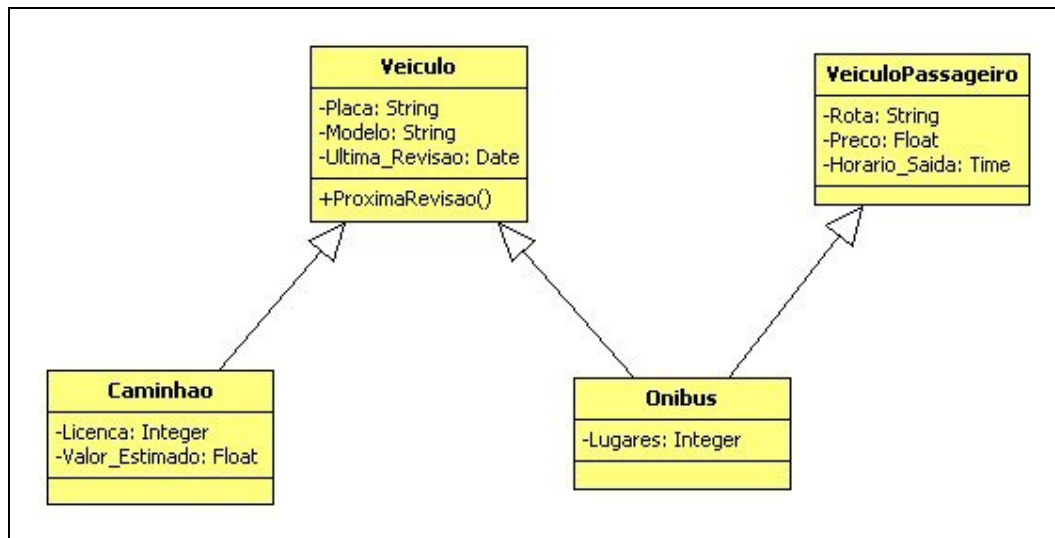 Veiculo
-Placa: String
-Modelo: String
-Ultima_Revisao: Date
+ProximaRevisao()
VeiculoPassageiro
-Rota: String
-Preco: Float
-Horario_Saida: Time
Caminhao
-Licenca: Integer
-Valor_Estimado: Float
Onibus
-Lugares: Integer